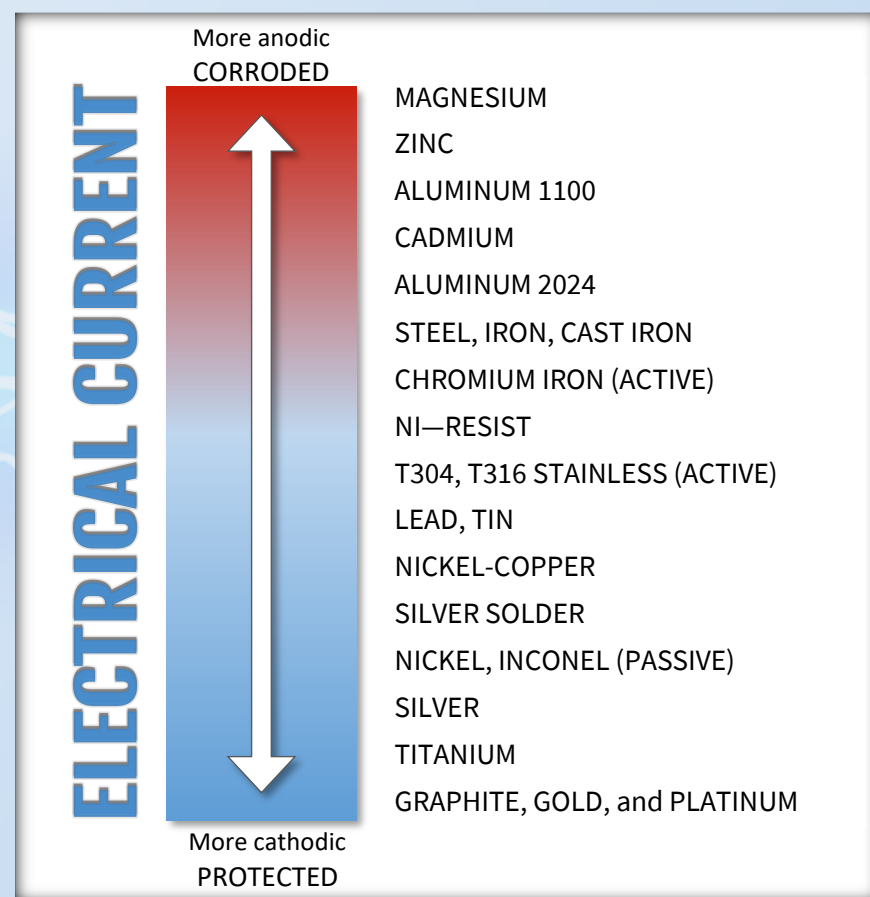 More anodic
CORRODED
ELECTRICAL CURRENT
MAGNESIUM
ZINC
ALUMINUM 1100
CADMIUM
ALUMINUM 2024
STEEL, IRON, CAST IRON
CHROMIUM IRON (ACTIVE)
NI—RESIST
T304, T316 STAINLESS (ACTIVE)
LEAD, TIN
NICKEL-COPPER
SILVER SOLDER
NICKEL, INCONEL (PASSIVE)
SILVER
TITANIUM
GRAPHITE, GOLD, and PLATINUM
More cathodic
PROTECTED